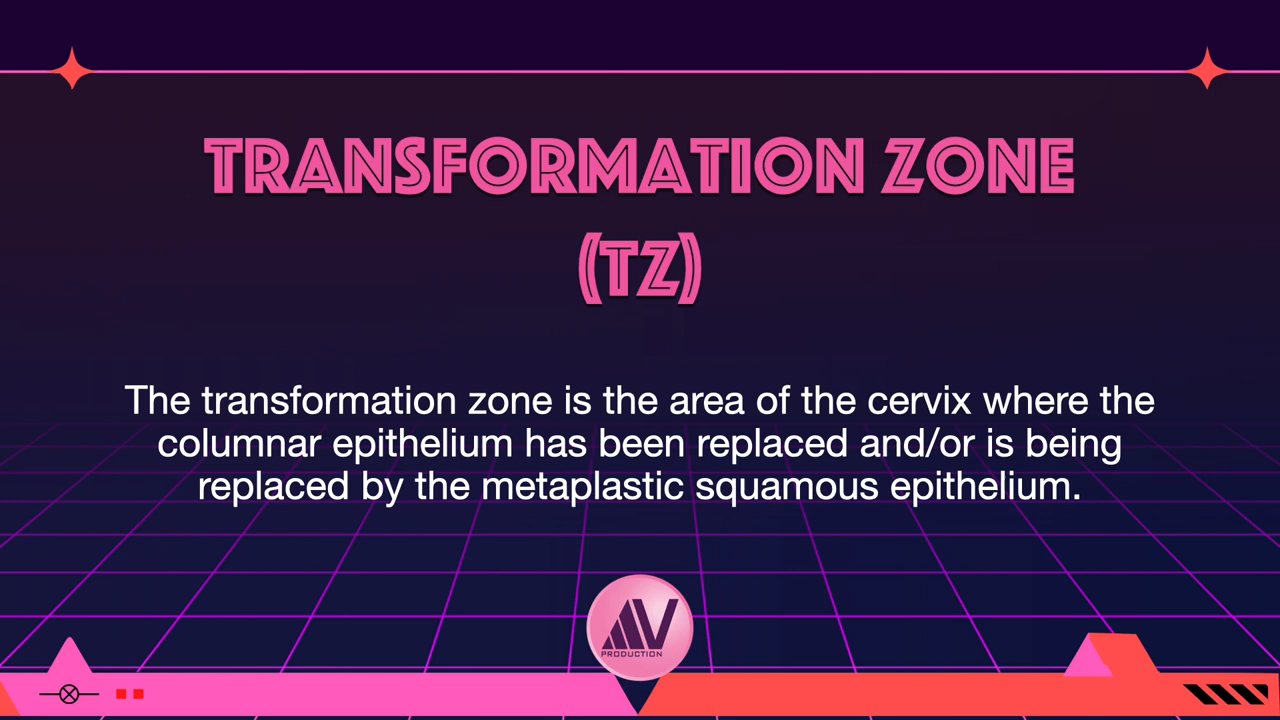 TRANSFORMATION ZONE
(TZ)
The transformation zone is the area of the cervix where the
columnar epithelium has been replaced and/or is being
replaced by the metaplastic squamous epithelium.
AV
PRODUCTION